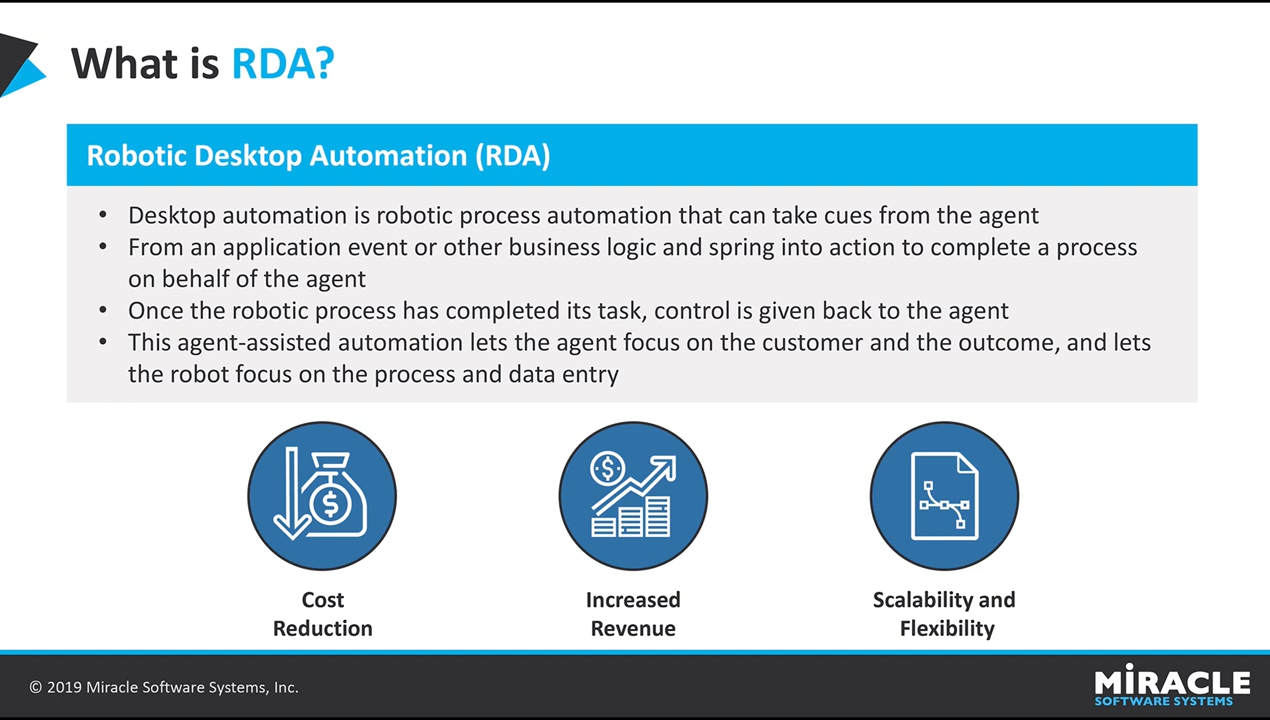 What is RDA?
Robotic Desktop Automation (RDA)
• Desktop automation is robotic process automation that can take cues from the agent
• From an application event or other business logic and spring into action to complete a process
on behalf of the agent
• Once the robotic process has completed its task, control is given back to the agent
• This agent-assisted automation lets the agent focus on the customer and the outcome, and lets
the robot focus on the process and data entry
$
$
Cost
Reduction
Increased
Revenue
Scalability and
Flexibility
© 2019 Miracle Software Systems, Inc.
MiRACLE
SOFTWARE SYSTEMS